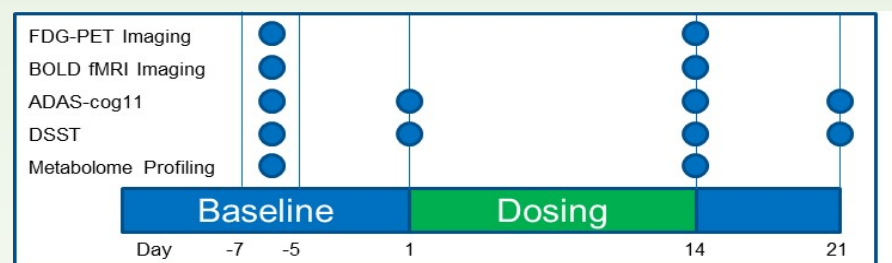 FDG-PET Imaging
BOLD fMRI Imaging
ADAS-cog11
DSST
Metabolome Profiling
Baseline Dosing
Day -7 -5 1 14 21